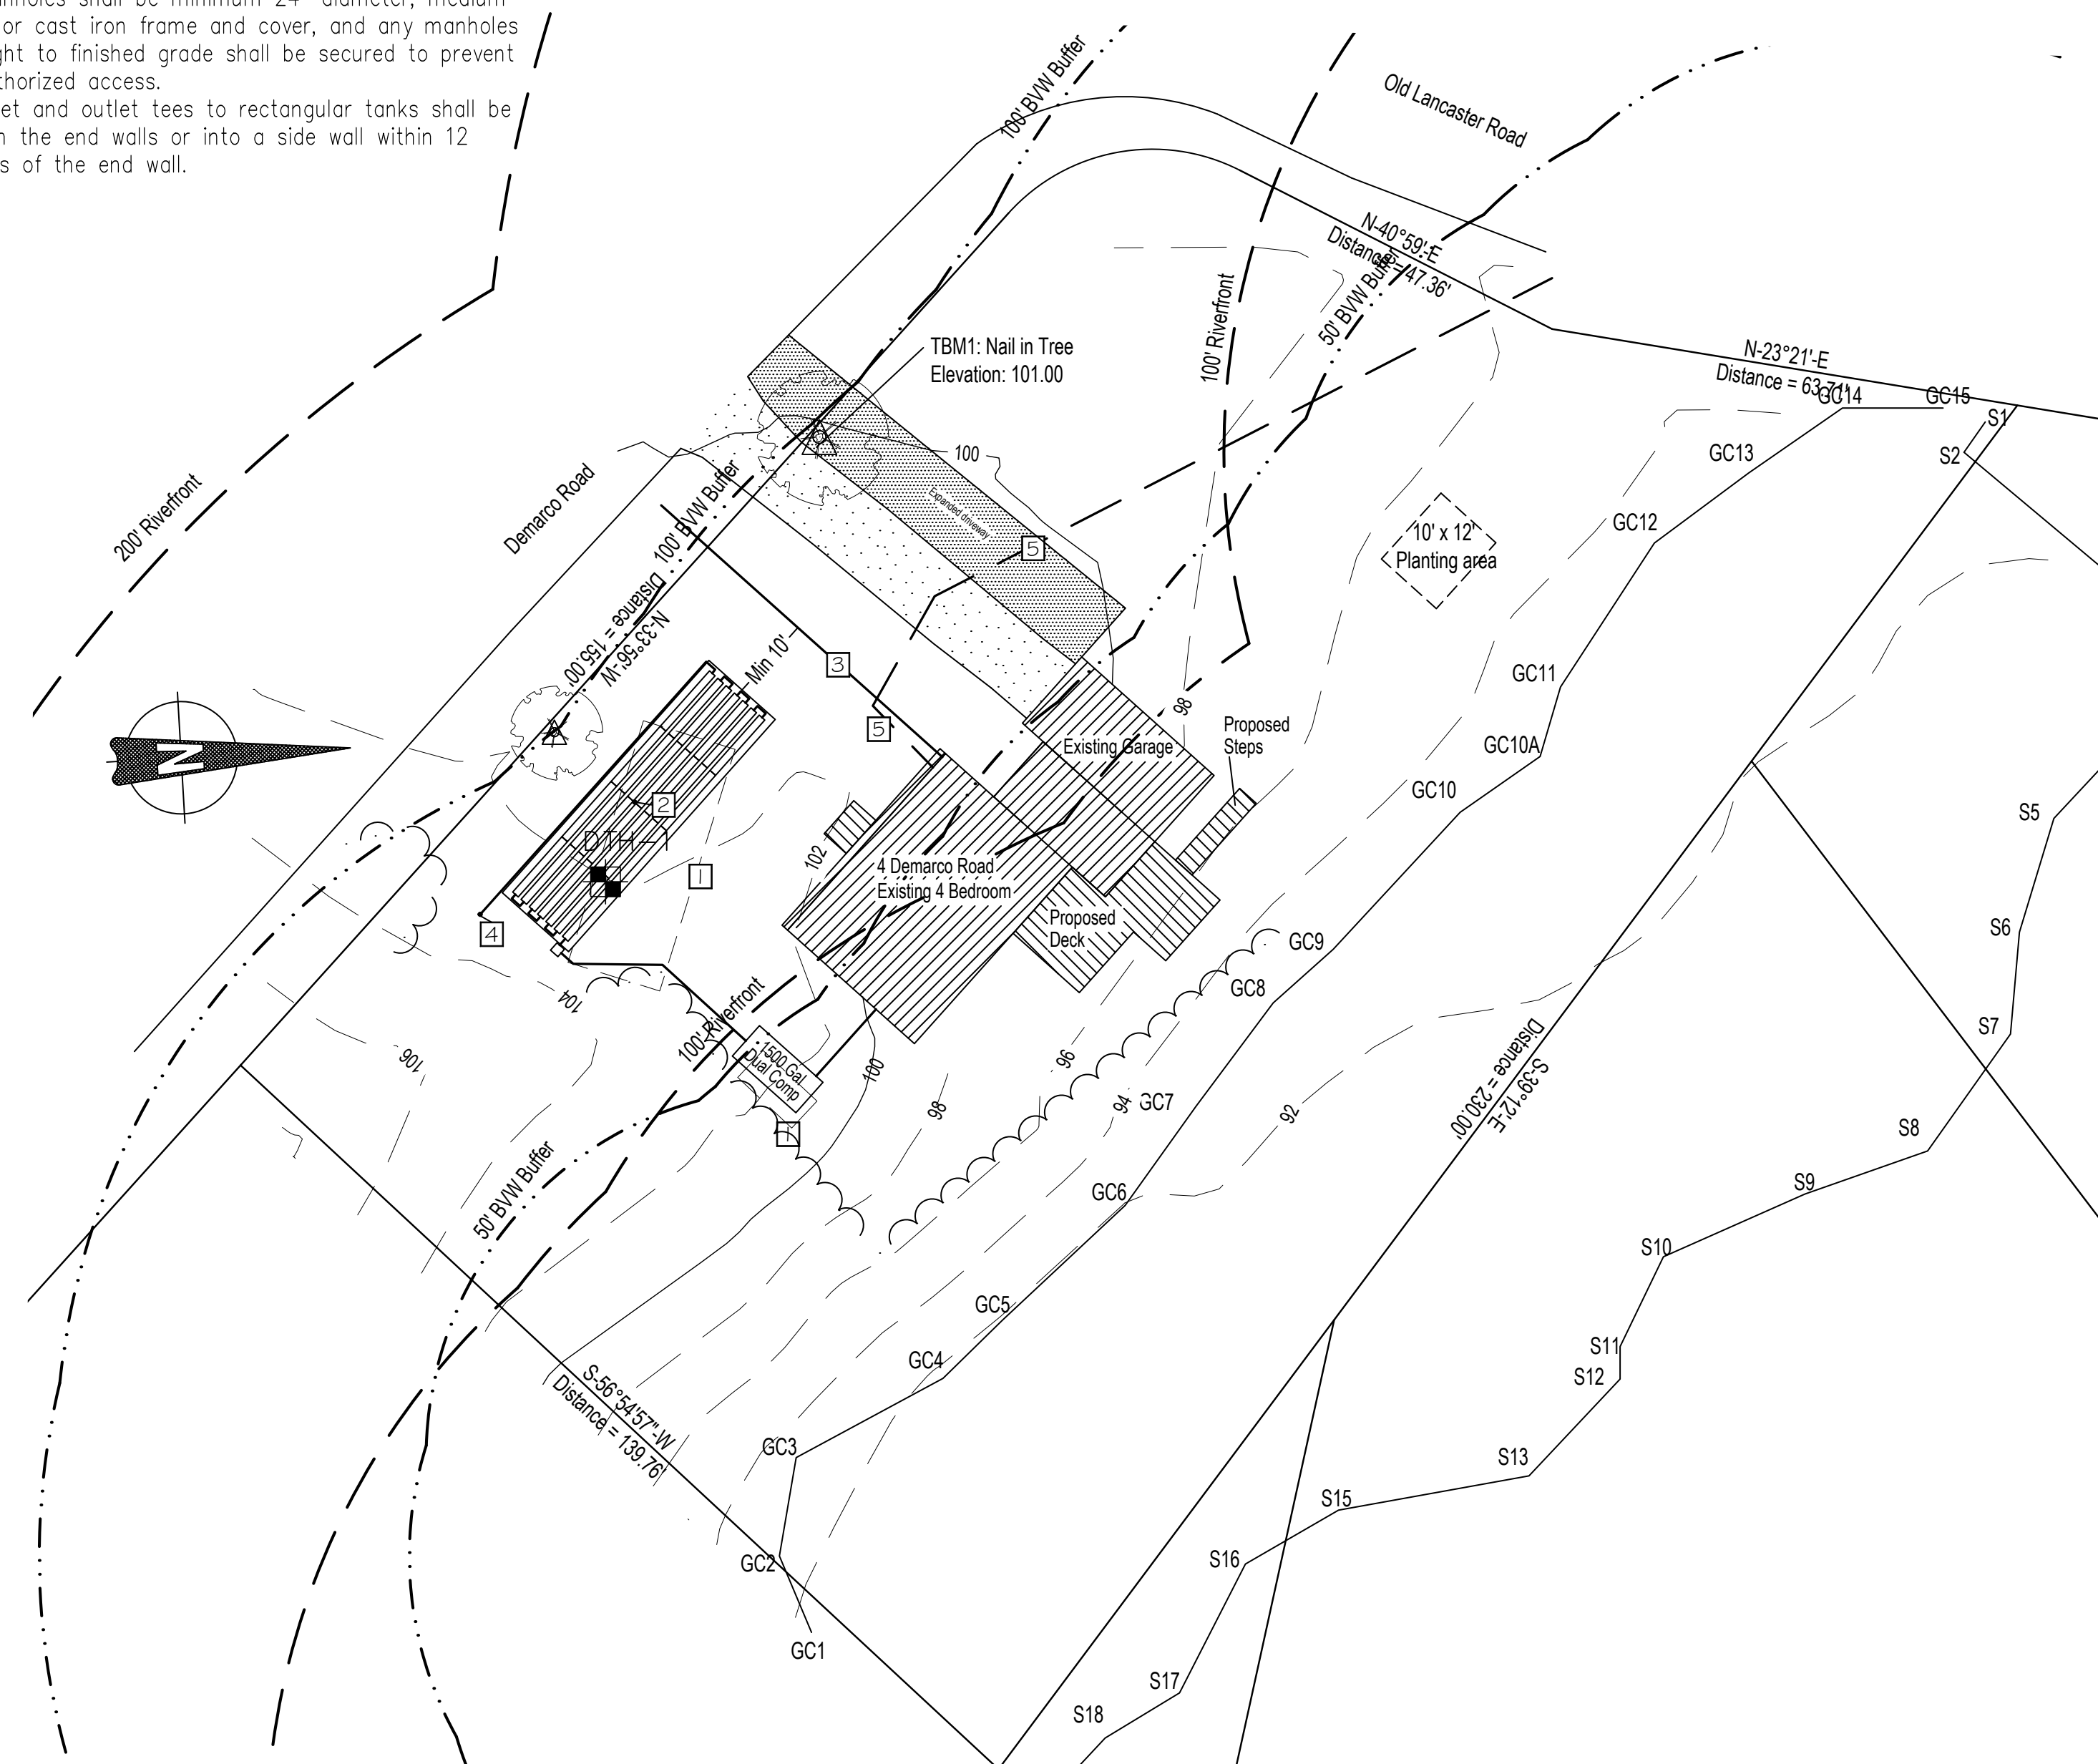 or cast iron frame and cover, and any manholes
to finished grade shall be secured to prevent
access.
and outlet tees to rectangular tanks shall be
the end walls or into a side wall within 12
of the end wall.
100' BVW Buffer
Old Lancaster Road
N-40°59'-E
Distance = 47.36'
50' BVW Buffer
100' Riverfront
N-23°21'-E
Distance = 63.71'
GC14
GC15
S1
S2
GC13
GC12
TBM1: Nail in Tree
Elevation: 101.00
100
Expanded driveway
5
10' x 12'
Planting area
200' Riverfront
Demarco Road
100' BVW Buffer
Distance = 155.00'
N-33°56'-W
Min 10'
3
5
98
GC11
GC10A
GC10
Proposed
Steps
Existing Garage
N
2
DTH-1
1
4
102
4 Demarco Road
Existing 4 Bedroom
Proposed
Deck
GC9
GC8
S5
S6
S7
104
106
100' Riverfront
1500 Gal
Dual Comp
1
100
98
96
94
GC7
92
Distance = 230.00'
S-39°12'-E
S8
S9
S10
50' BVW Buffer
GC6
GC5
GC4
GC3
GC2
GC1
S-56°54'57"-W
Distance = 139.76'
S11
S12
S13
S15
S16
S17
S18